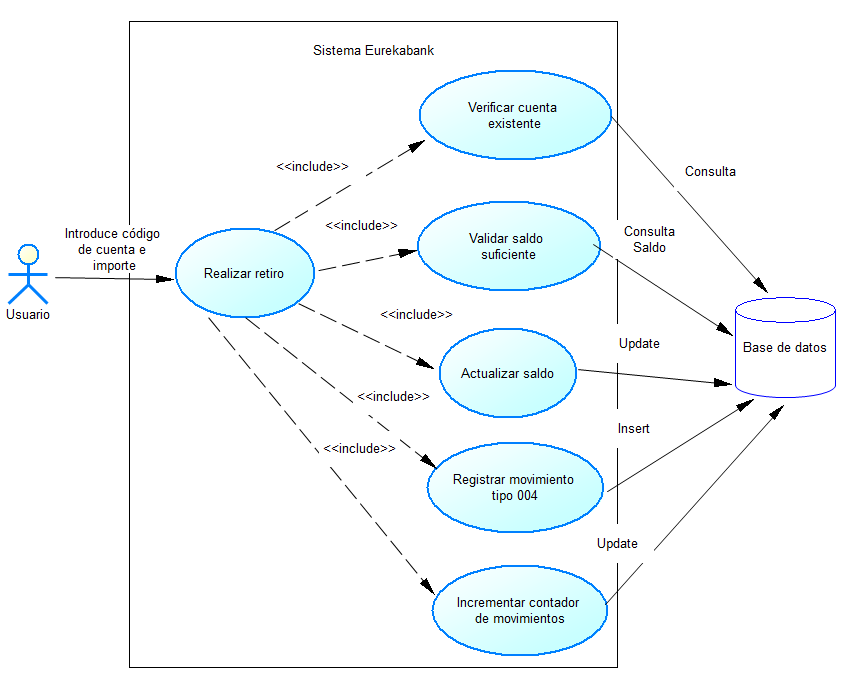 Sistema Eurekabank
Verificar cuenta
existente
<<include>>
Consulta
Introduce código
de cuenta e
importe
<<include>>
Validar saldo
suficiente
Consulta
Saldo
Realizar retiro
Usuario
<<include>>
Actualizar saldo
Update
Base de datos
<<include>>
Registrar movimiento
tipo 004
Insert
<<include>>
Incrementar contador
de movimientos
Update